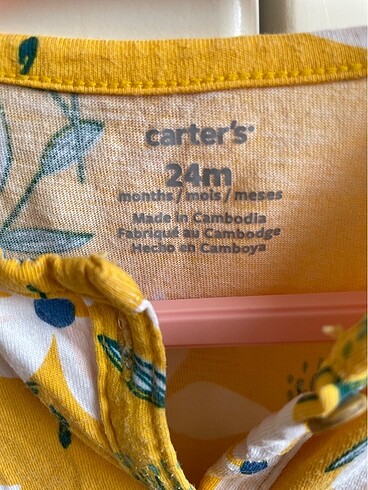 carter's
24m
months / mois / meses
Made in Cambodia
Fabriqué au Cambodge
Hecho en Camboya